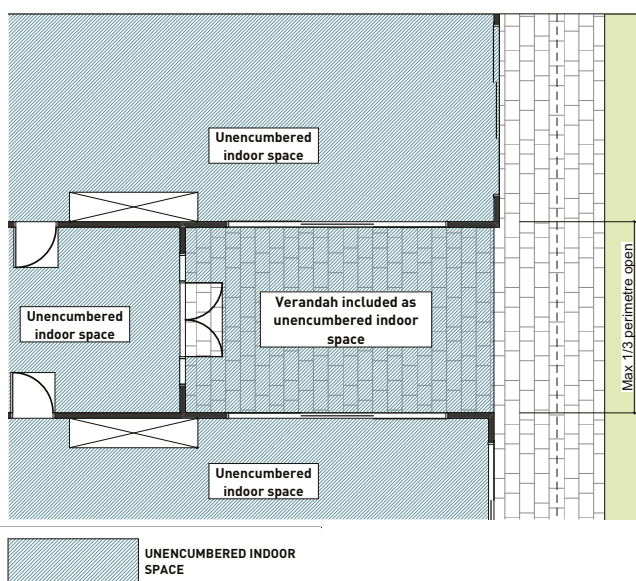 Unencumbered
indoor space
Max 1/3 perimetre open
Unencumbered
indoor space
Verandah included as
unencumbered indoor
space
Unencumbered
indoor space
UNENCUMBERED INDOOR
SPACE